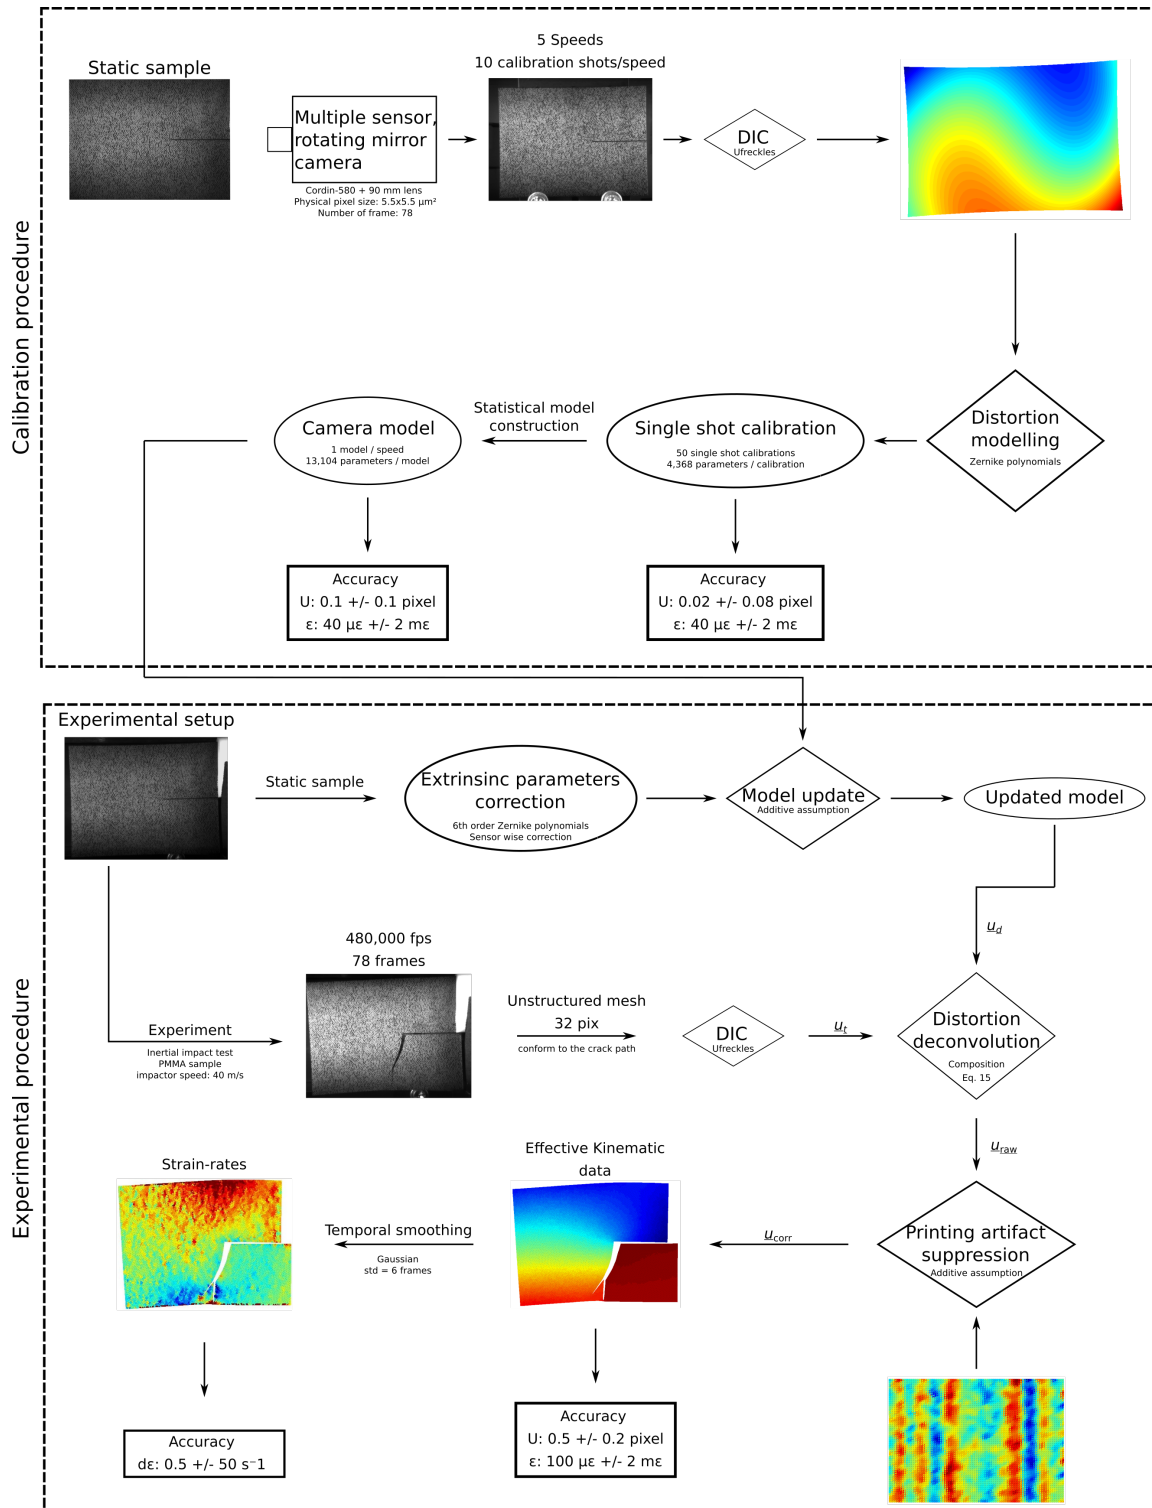 Calibration procedure
Static sample
Multiple sensor,
rotating mirror
camera
Cordin-580 + 90 mm lens
Physical pixel size: 5.5x5.5 μm²
Number of frame: 78
5 Speeds
10 calibration shots/speed
DIC
Ufreckles
Distortion
modelling
Zernike polynomials
Single shot calibration
50 single shot calibrations
4,368 parameters / calibration
Statistical model
construction
Camera model
1 model / speed
13,104 parameters / model
Accuracy
U: 0.1 +/- 0.1 pixel
ε: 40 με +/- 2 mε
Accuracy
U: 0.02 +/- 0.08 pixel
ε: 40 με +/- 2 mε
Experimental procedure
Experimental setup
Static sample
Extrinsinc parameters
correction
6th order Zernike polynomials
Sensor wise correction
Model update
Additive assumption
Updated model
u_d
480,000 fps
78 frames
Experiment
Inertial impact test
PMMA sample
impactor speed: 40 m/s
Unstructured mesh
32 pix
conform to the crack path
DIC
Ufreckles
u_t
Distortion
deconvolution
Composition
Eq. 15
u_raw
Printing artifact
suppression
Additive assumption
u_corr
Effective Kinematic
data
Temporal smoothing
Gaussian
std = 6 frames
Strain-rates
Accuracy
dε: 0.5 +/- 50 s⁻¹
Accuracy
U: 0.5 +/- 0.2 pixel
ε: 100 με +/- 2 mε